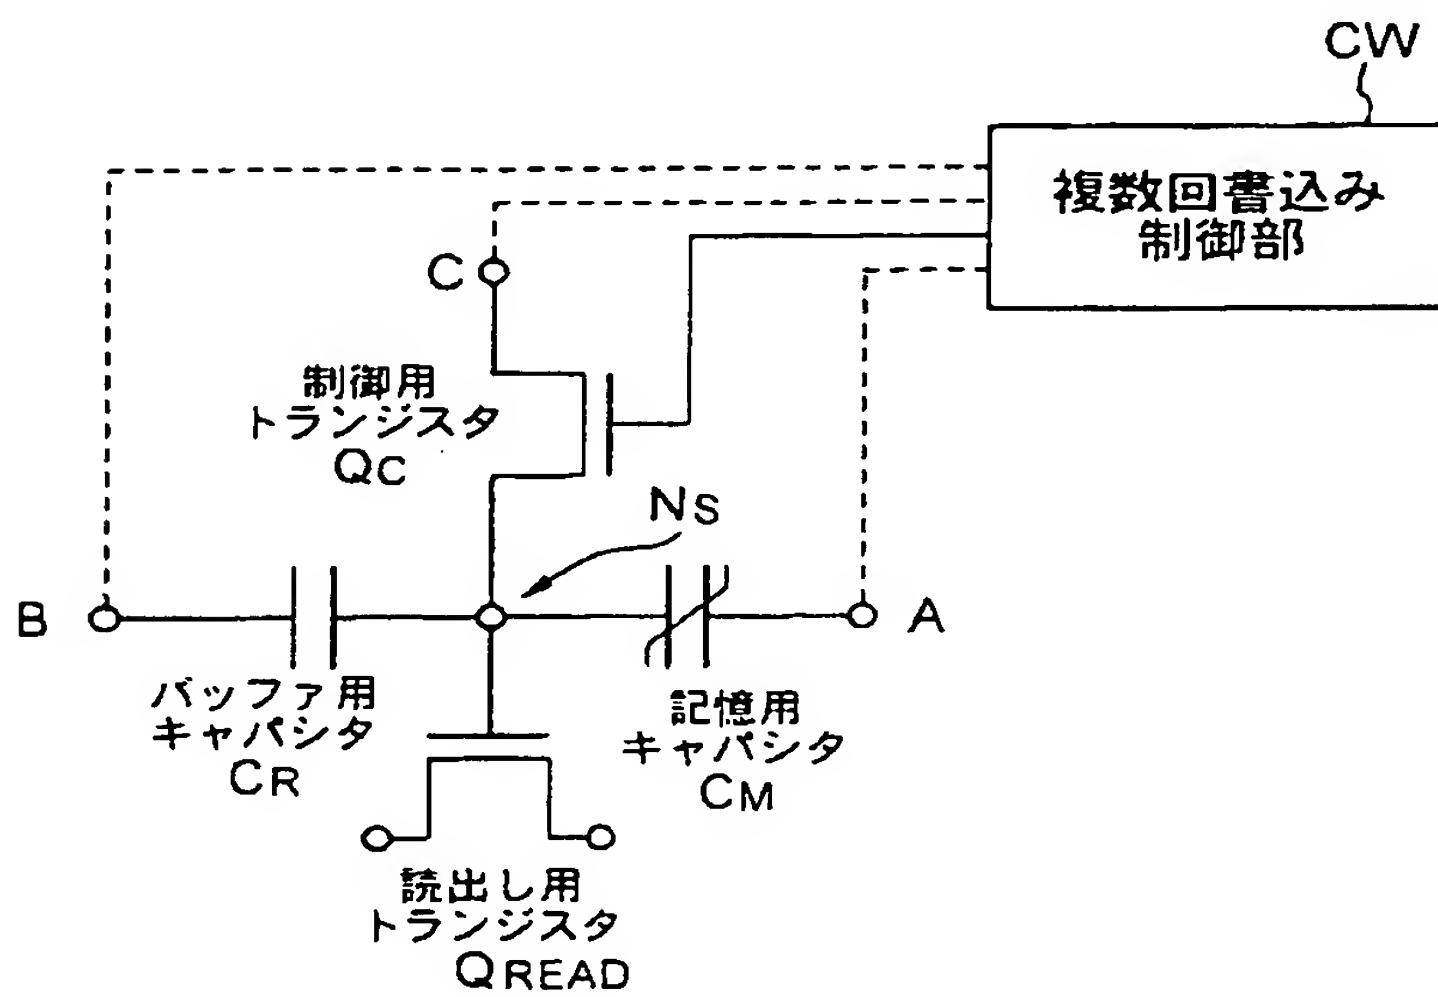 CW
複数回書込み
制御部
C
制御用
トランジスタ
QC
NS
B
A
バッファ用
キャパシタ
CR
記憶用
キャパシタ
CM
読出し用
トランジスタ
QREAD